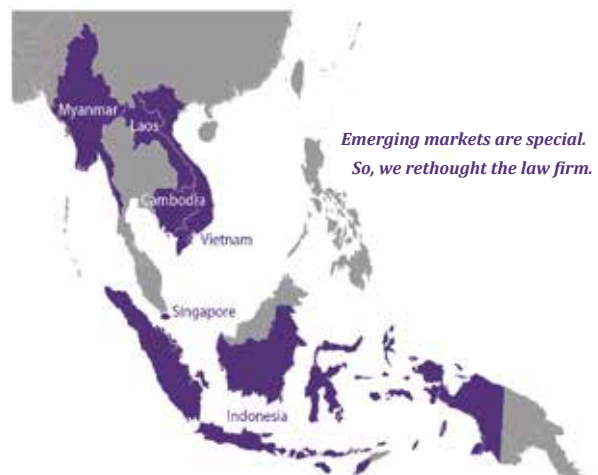 Myanmar
Laos
Emerging markets are special.
So, we rethought the law firm.
Cambodia
Vietnam
Singapore
Indonesia